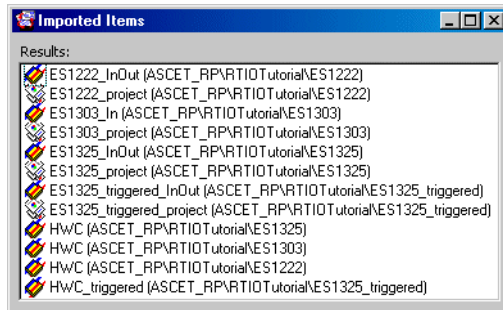 Imported Items
Results:
ES1222_InOut (ASCET_RP\RTIOTutorial\ES1222)
ES1222_project (ASCET_RP\RTIOTutorial\ES1222)
ES1303_In (ASCET_RP\RTIOTutorial\ES1303)
ES1303_project (ASCET_RP\RTIOTutorial\ES1303)
ES1325_InOut (ASCET_RP\RTIOTutorial\ES1325)
ES1325_project (ASCET_RP\RTIOTutorial\ES1325)
ES1325_triggered_InOut (ASCET_RP\RTIOTutorial\ES1325_triggered)
ES1325_triggered_project (ASCET_RP\RTIOTutorial\ES1325_triggered)
HWC (ASCET_RP\RTIOTutorial\ES1325)
HWC (ASCET_RP\RTIOTutorial\ES1303)
HWC (ASCET_RP\RTIOTutorial\ES1222)
HWC_triggered (ASCET_RP\RTIOTutorial\ES1325_triggered)